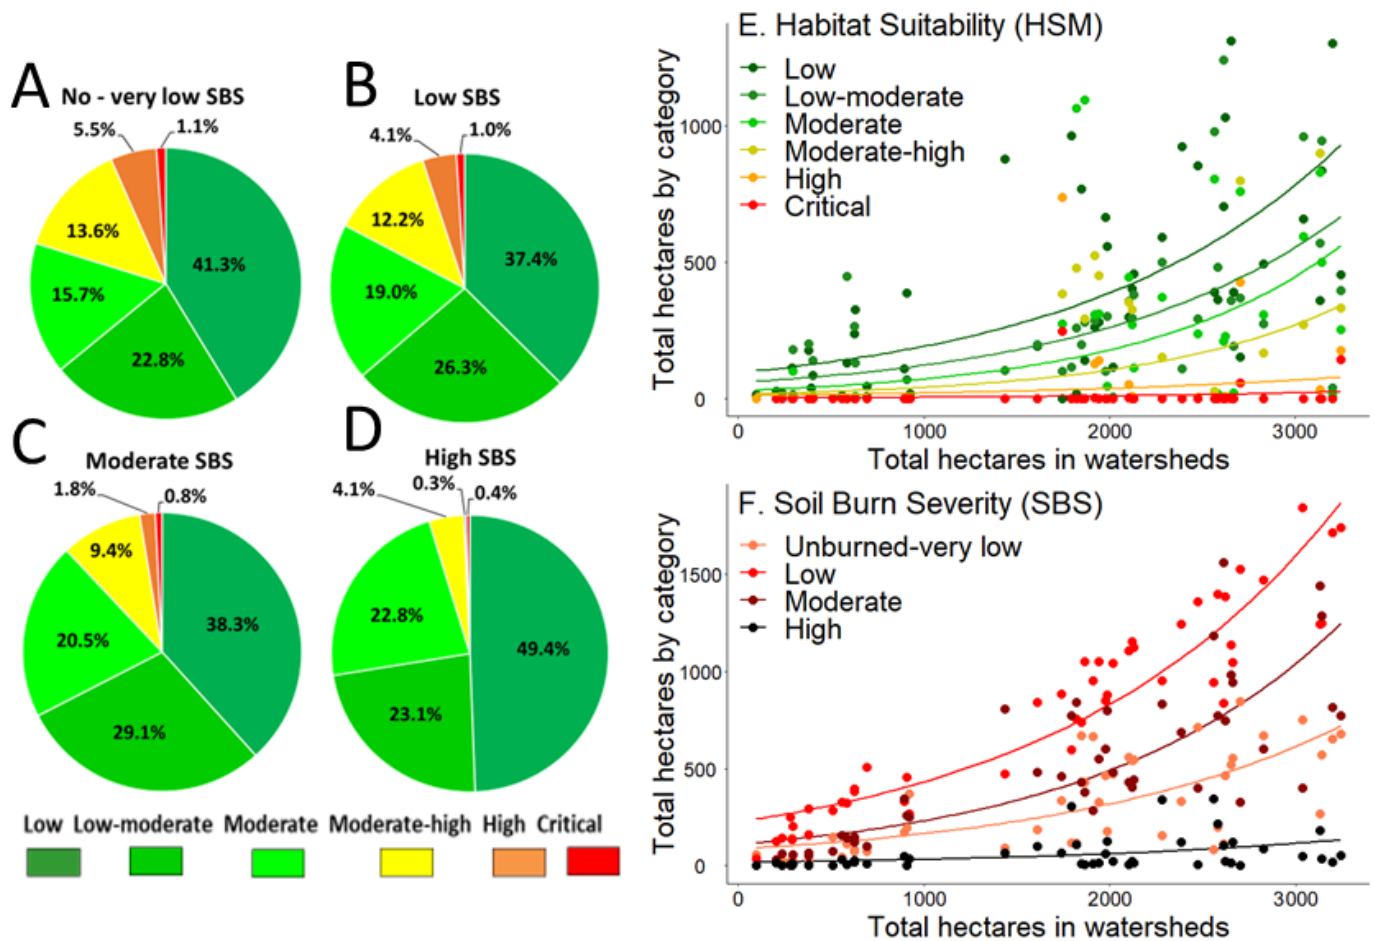 A
No - very low SBS
5.5%
1.1%
13.6%
41.3%
15.7%
22.8%
B
Low SBS
4.1%
1.0%
12.2%
37.4%
19.0%
26.3%
C
Moderate SBS
1.8%
0.8%
9.4%
38.3%
20.5%
29.1%
D
High SBS
4.1%
0.3%
0.4%
22.8%
49.4%
23.1%
Low Low-moderate Moderate Moderate-high High Critical
E. Habitat Suitability (HSM)
Low
Low-moderate
Moderate
Moderate-high
High
Critical
Total hectares by category
1000
500
0
0 1000 2000 3000
Total hectares in watersheds
F. Soil Burn Severity (SBS)
Unburned-very low
Low
Moderate
High
Total hectares by category
1500
1000
500
0
0 1000 2000 3000
Total hectares in watersheds